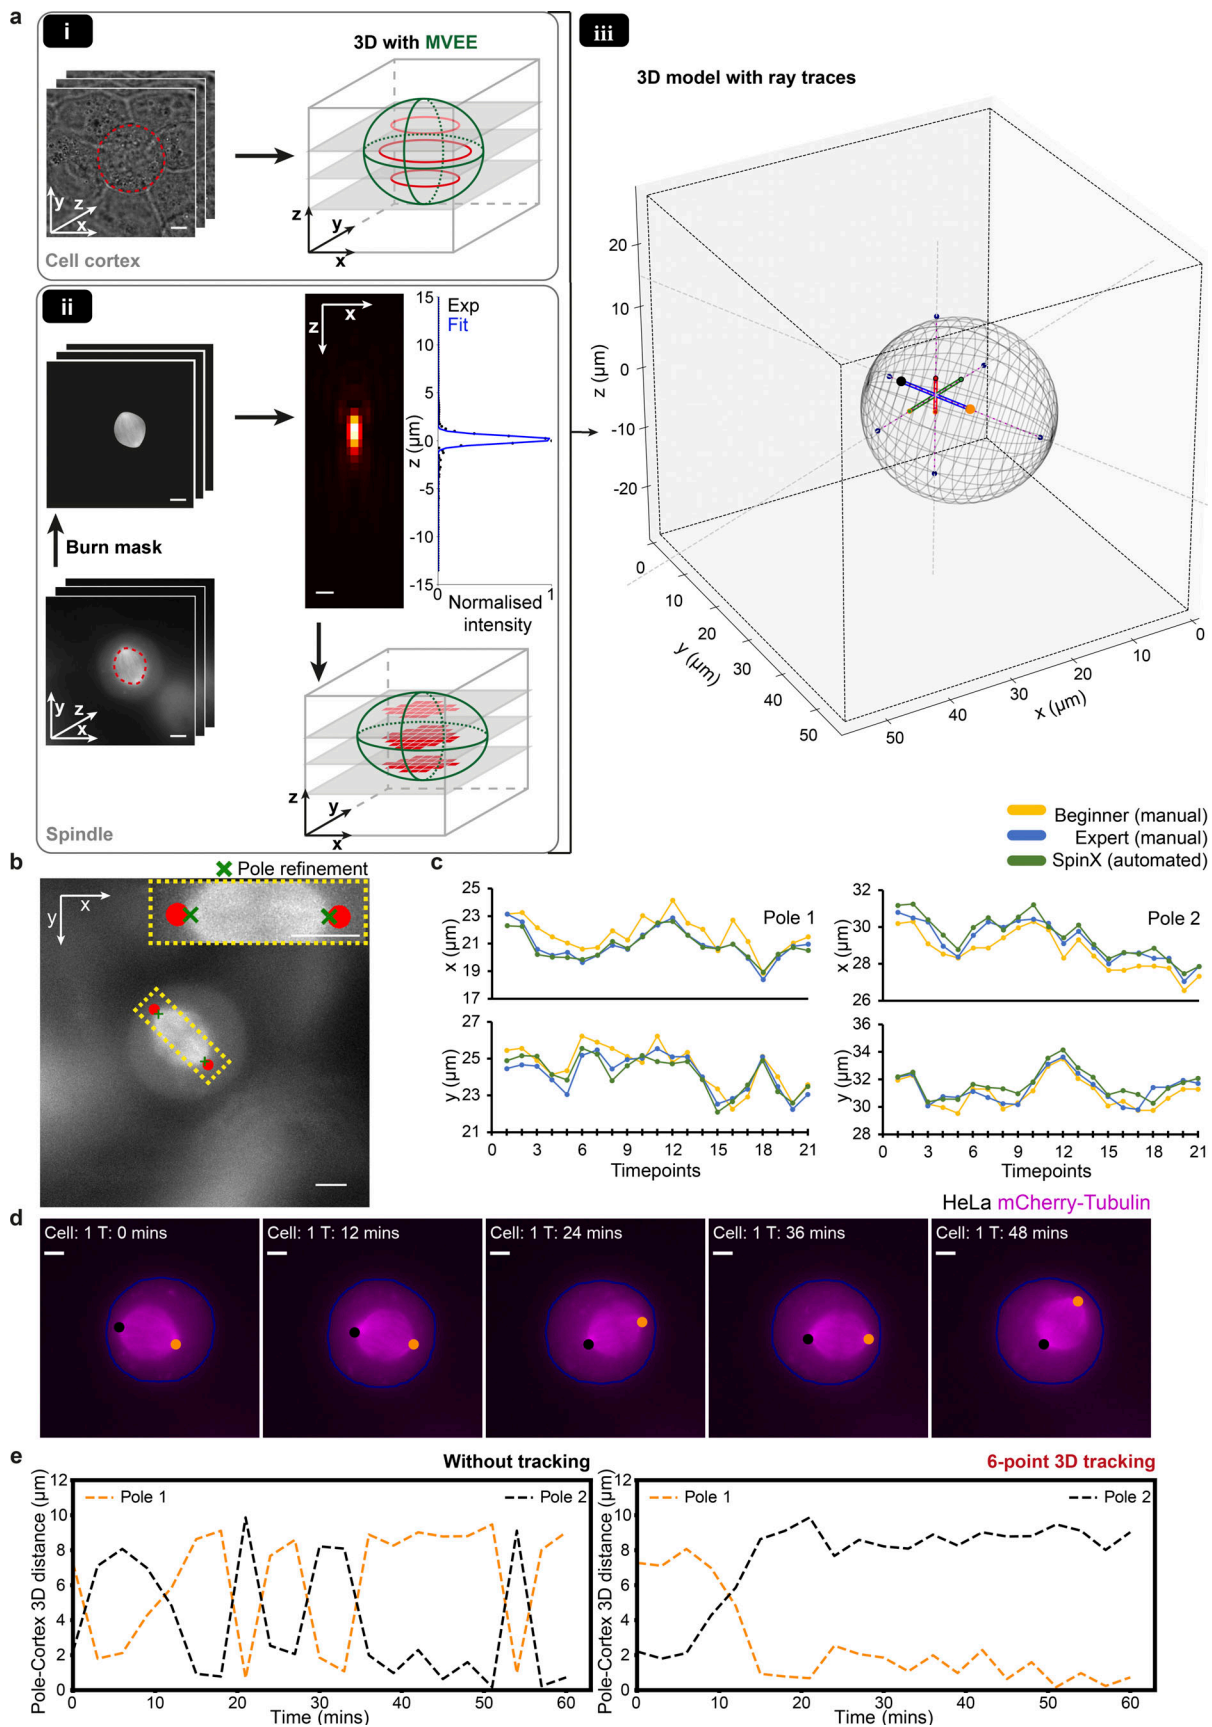 a
i
3D with MVEE
y
z
x
Cell cortex
z
y
x
ii
x
z
Exp
Fit
15
10
5
0
-5
-10
-15
z (µm)
0
1
Normalised
intensity
Burn mask
y
z
x
Spindle
z
y
x
iii
3D model with ray traces
20
10
0
-10
-20
z (µm)
0
10
20
30
40
50
y (µm)
50
40
30
20
10
0
x (µm)
Beginner (manual)
Expert (manual)
SpinX (automated)
b
Pole refinement
x
y
c
Pole 1
25
23
21
19
17
x (µm)
27
25
23
21
y (µm)
0 3 6 9 12 15 18 21
Timepoints
Pole 2
32
30
28
26
x (µm)
36
34
32
30
28
y (µm)
0 3 6 9 12 15 18 21
Timepoints
HeLa mCherry-Tubulin
d
Cell: 1 T: 0 mins
Cell: 1 T: 12 mins
Cell: 1 T: 24 mins
Cell: 1 T: 36 mins
Cell: 1 T: 48 mins
e
Without tracking
Pole 1
Pole 2
12
10
8
6
4
2
0
Pole-Cortex 3D distance (µm)
0 10 20 30 40 50 60
Time (mins)
6-point 3D tracking
Pole 1
Pole 2
12
10
8
6
4
2
0
Pole-Cortex 3D distance (µm)
0 10 20 30 40 50 60
Time (mins)